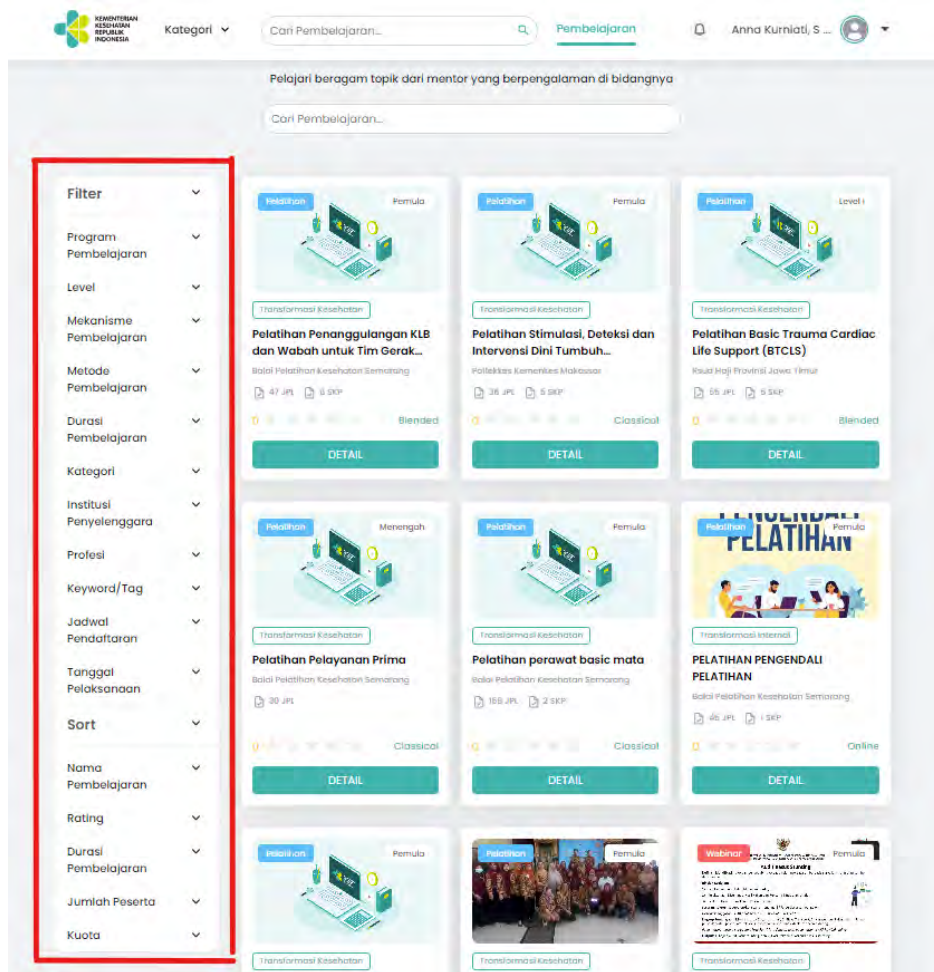 KEMENTERIAN
KESEHATAN
REPUBLIK
INDONESIA
Kategori
Cari Pembelajaran...
Pembelajaran
Anna Kurniati, S ...
Pelajari beragam topik dari mentor yang berpengalaman di bidangnya
Cari Pembelajaran...
Filter
Program
Pembelajaran
Level
Mekanisme
Pembelajaran
Metode
Pembelajaran
Durasi
Pembelajaran
Kategori
Institusi
Penyelenggara
Profesi
Keyword/Tag
Jadwal
Pendaftaran
Tanggal
Pelaksanaan
Sort
Nama
Pembelajaran
Rating
Durasi
Pembelajaran
Jumlah Peserta
Kuota
Pelatihan
Pemula
Transformasi Kesehatan
Pelatihan Penanggulangan KLB
dan Wabah untuk Tim Gerak...
Balai Pelatihan Kesehatan Semarang
47 JPL
Blended
DETAIL
Pelatihan
Pemula
Transformasi Kesehatan
Pelatihan Stimulasi, Deteksi dan
Intervensi Dini Tumbuh...
Poltekkes Kemenkes Makassar
5 SKP
Classical
DETAIL
Pelatihan
Level I
Transformasi Kesehatan
Pelatihan Basic Trauma Cardiac
Life Support (BTCLS)
Rsud Haji Provinsi Jawa Timur
5 SKP
Blended
DETAIL
Pelatihan
Menengah
Transformasi Kesehatan
Pelatihan Pelayanan Prima
Balai Pelatihan Kesehatan Semarang
30 JPL
Classical
DETAIL
Pelatihan
Pemula
Transformasi Kesehatan
Pelatihan perawat basic mata
Balai Pelatihan Kesehatan Semarang
2 SKP
Classical
DETAIL
PELATIHAN
Pelatihan
Pemula
Transformasi Internal
PELATIHAN PENGENDALI
PELATIHAN
Balai Pelatihan Kesehatan Semarang
1 SKP
Online
DETAIL
Pelatihan
Pemula
Transformasi Kesehatan
Pelatihan
Pemula
Transformasi Kesehatan
Webinar
Pemula
Transformasi Kesehatan